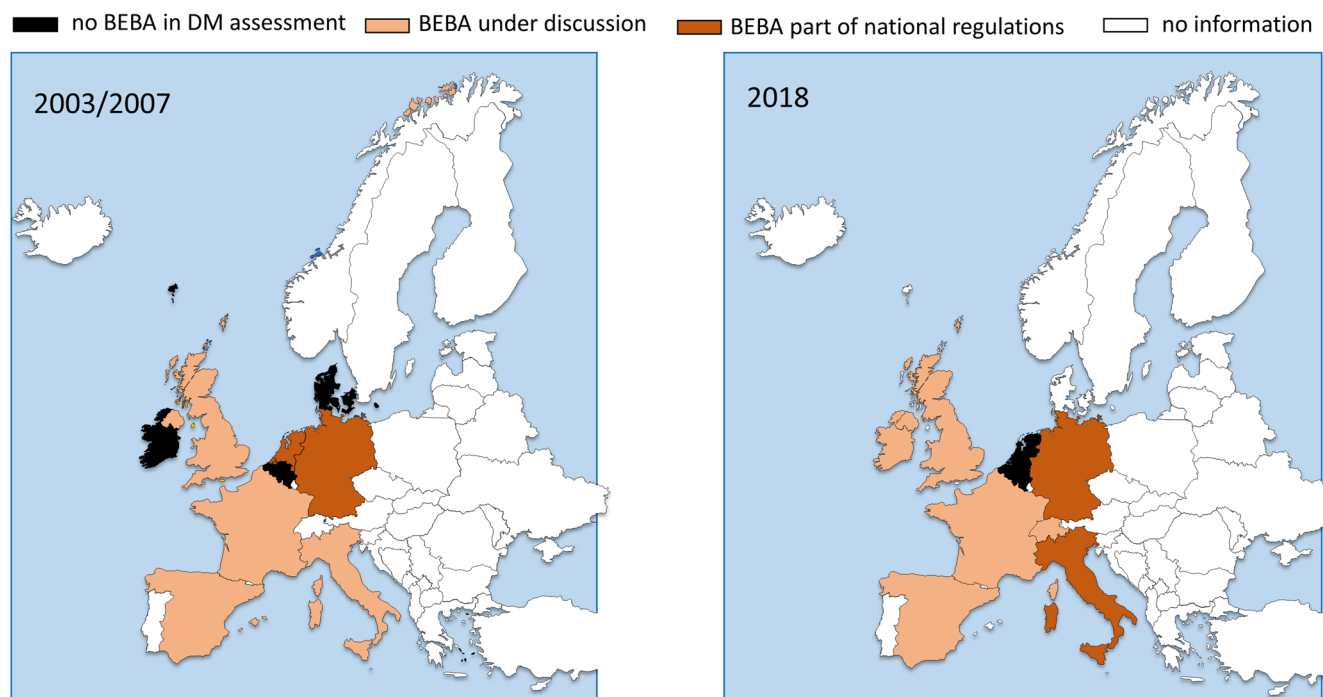 no BEBA in DM assessment BEBA under discussion BEBA part of national regulations no information
2003/2007 2018